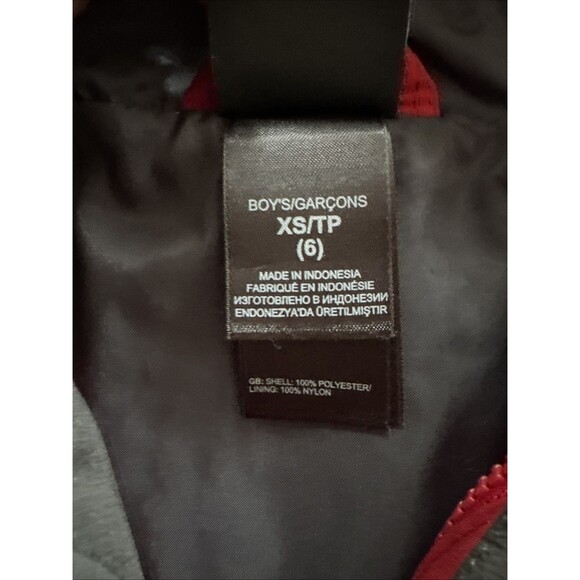 BOY'S/GARÇONS
XS/TP
(6)
MADE IN INDONESIA
FABRIQUÉ EN INDONÉSIE
ИЗГОТОВЛЕНО В ИНДОНЕЗИИ
ENDONEZYA'DA ÜRETILMIŞTIR
GB: SHELL: 100% POLYESTER/
LINING: 100% NYLON